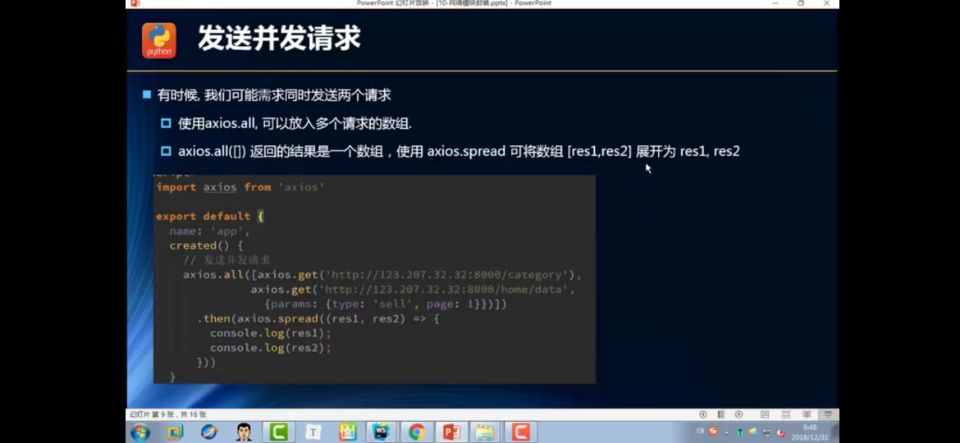 PowerPoint 幻灯片放映 - [10-网络模块封装.pptx] - PowerPoint
python
发送并发请求
有时候, 我们可能需求同时发送两个请求
使用axios.all, 可以放入多个请求的数组.
axios.all([]) 返回的结果是一个数组，使用 axios.spread 可将数组 [res1,res2] 展开为 res1, res2
import axios from 'axios'
export default {
name: 'app',
created() {
// 发送并发请求
axios.all([axios.get('http://123.207.32.32:8000/category'),
axios.get('http://123.207.32.32:8000/home/data',
{params: {type: 'sell', page: 1}})])
.then(axios.spread((res1, res2) => {
console.log(res1);
console.log(res2);
}))
}
幻灯片 第 9 张，共 16 张
CH
9:48
2018/12/31